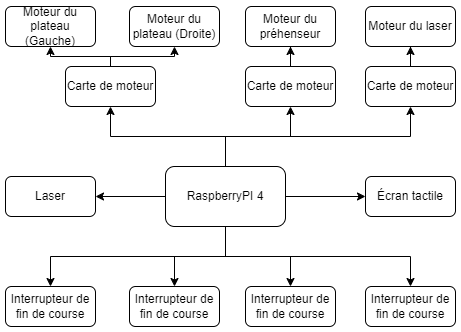 Moteur du
plateau
(Gauche)
Moteur du
plateau (Droite)
Moteur du
préhenseur
Moteur du laser
Carte de moteur
Carte de moteur
Carte de moteur
Laser
RaspberryPI 4
Écran tactile
Interrupteur de
fin de course
Interrupteur de
fin de course
Interrupteur de
fin de course
Interrupteur de
fin de course